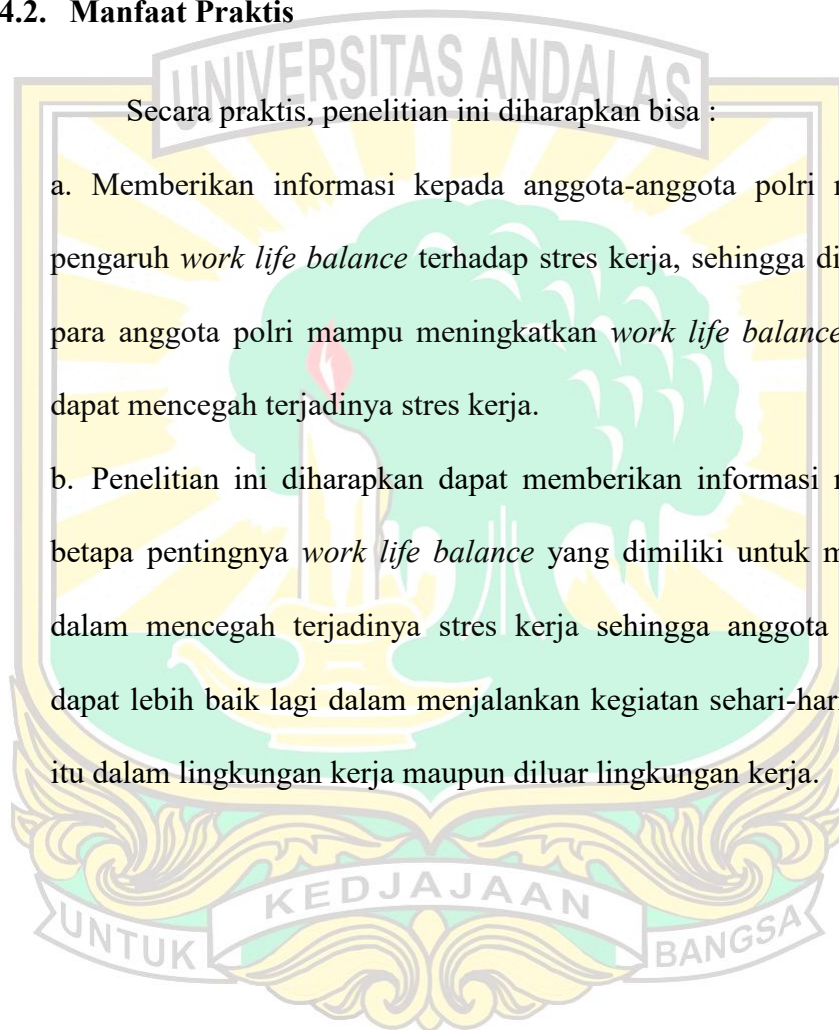 4.2. Manfaat Praktis
UNIVERSITAS ANDALAS
Secara praktis, penelitian ini diharapkan bisa :
a. Memberikan informasi kepada anggota-anggota polri
pengaruh work life balance terhadap stres kerja, sehingga
para anggota polri mampu meningkatkan work life balance
dapat mencegah terjadinya stres kerja.
b. Penelitian ini diharapkan dapat memberikan informasi
betapa pentingnya work life balance yang dimiliki untuk
dalam mencegah terjadinya stres kerja sehingga anggota
dapat lebih baik lagi dalam menjalankan kegiatan sehari-hari
itu dalam lingkungan kerja maupun diluar lingkungan kerja.
UNTUK KEDJAJAAN BANGSA